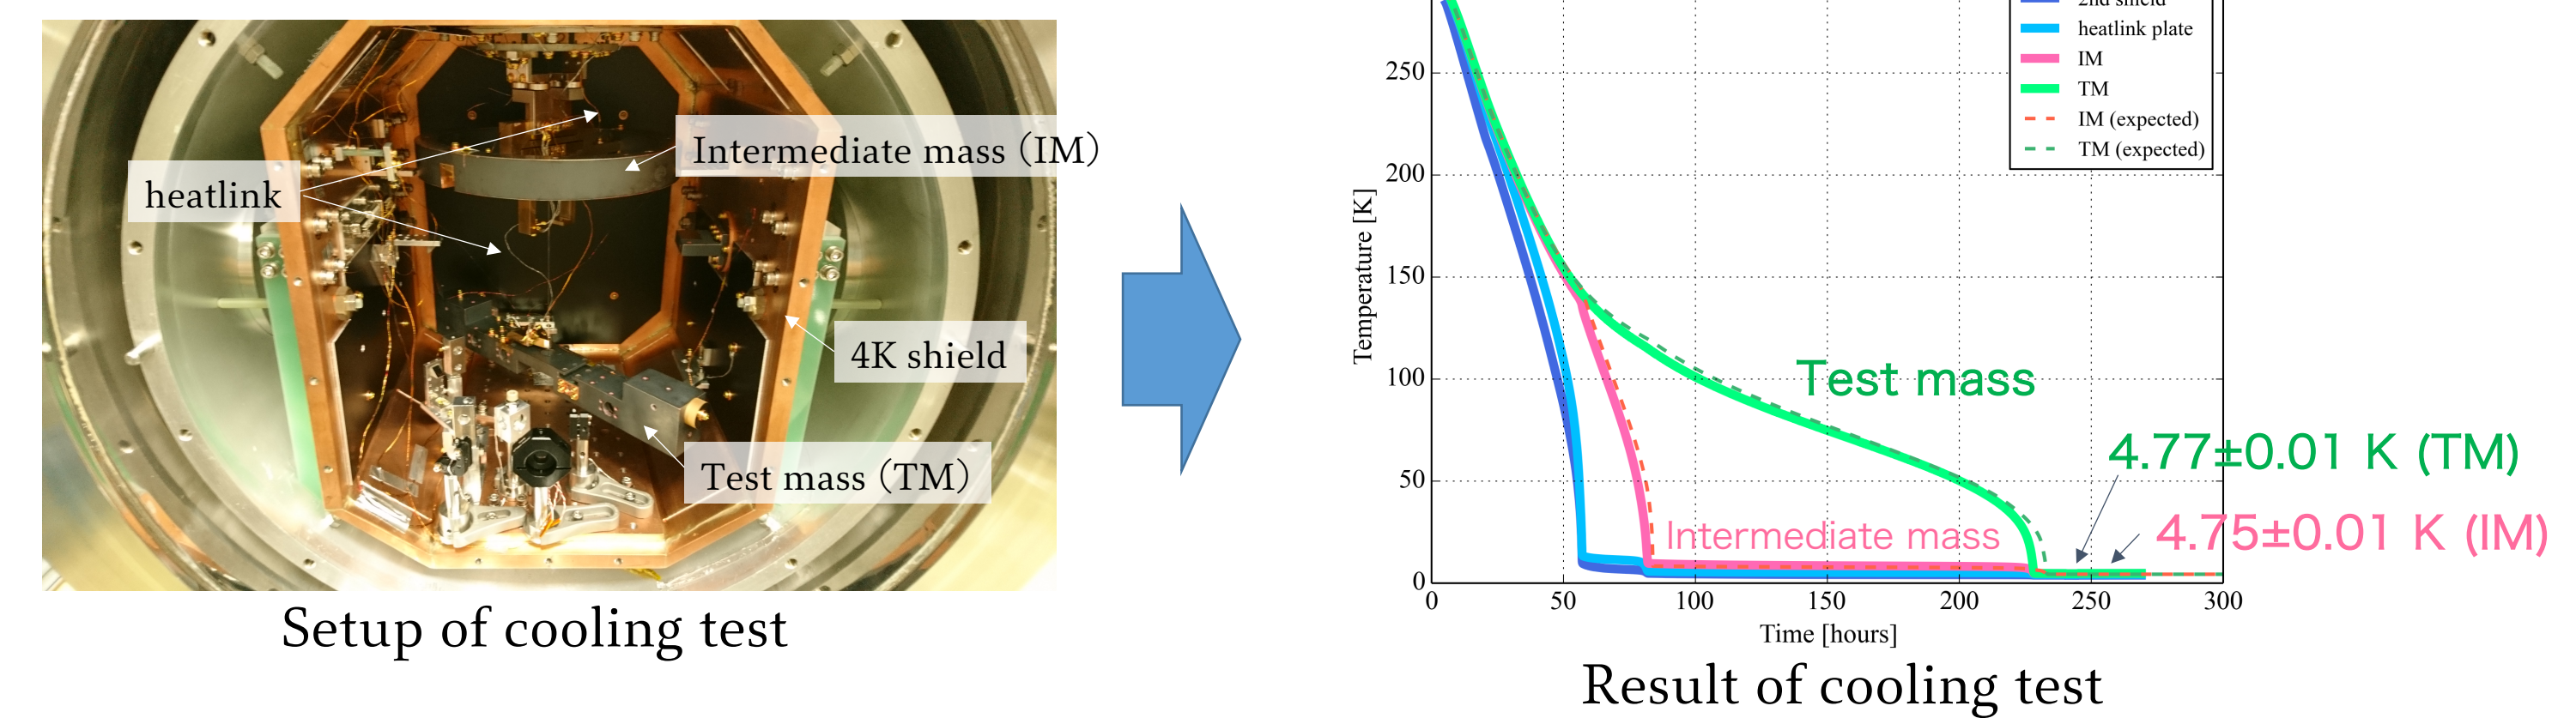 heatlink
Intermediate mass (IM)
4K shield
Test mass (TM)
Setup of cooling test
2nd shield
heatlink plate
IM
TM
IM (expected)
TM (expected)
Temperature [K]
250
200
150
100
50
0
Test mass
Intermediate mass
4.77±0.01 K (TM)
4.75±0.01 K (IM)
0 50 100 150 200 250 300
Time [hours]
Result of cooling test